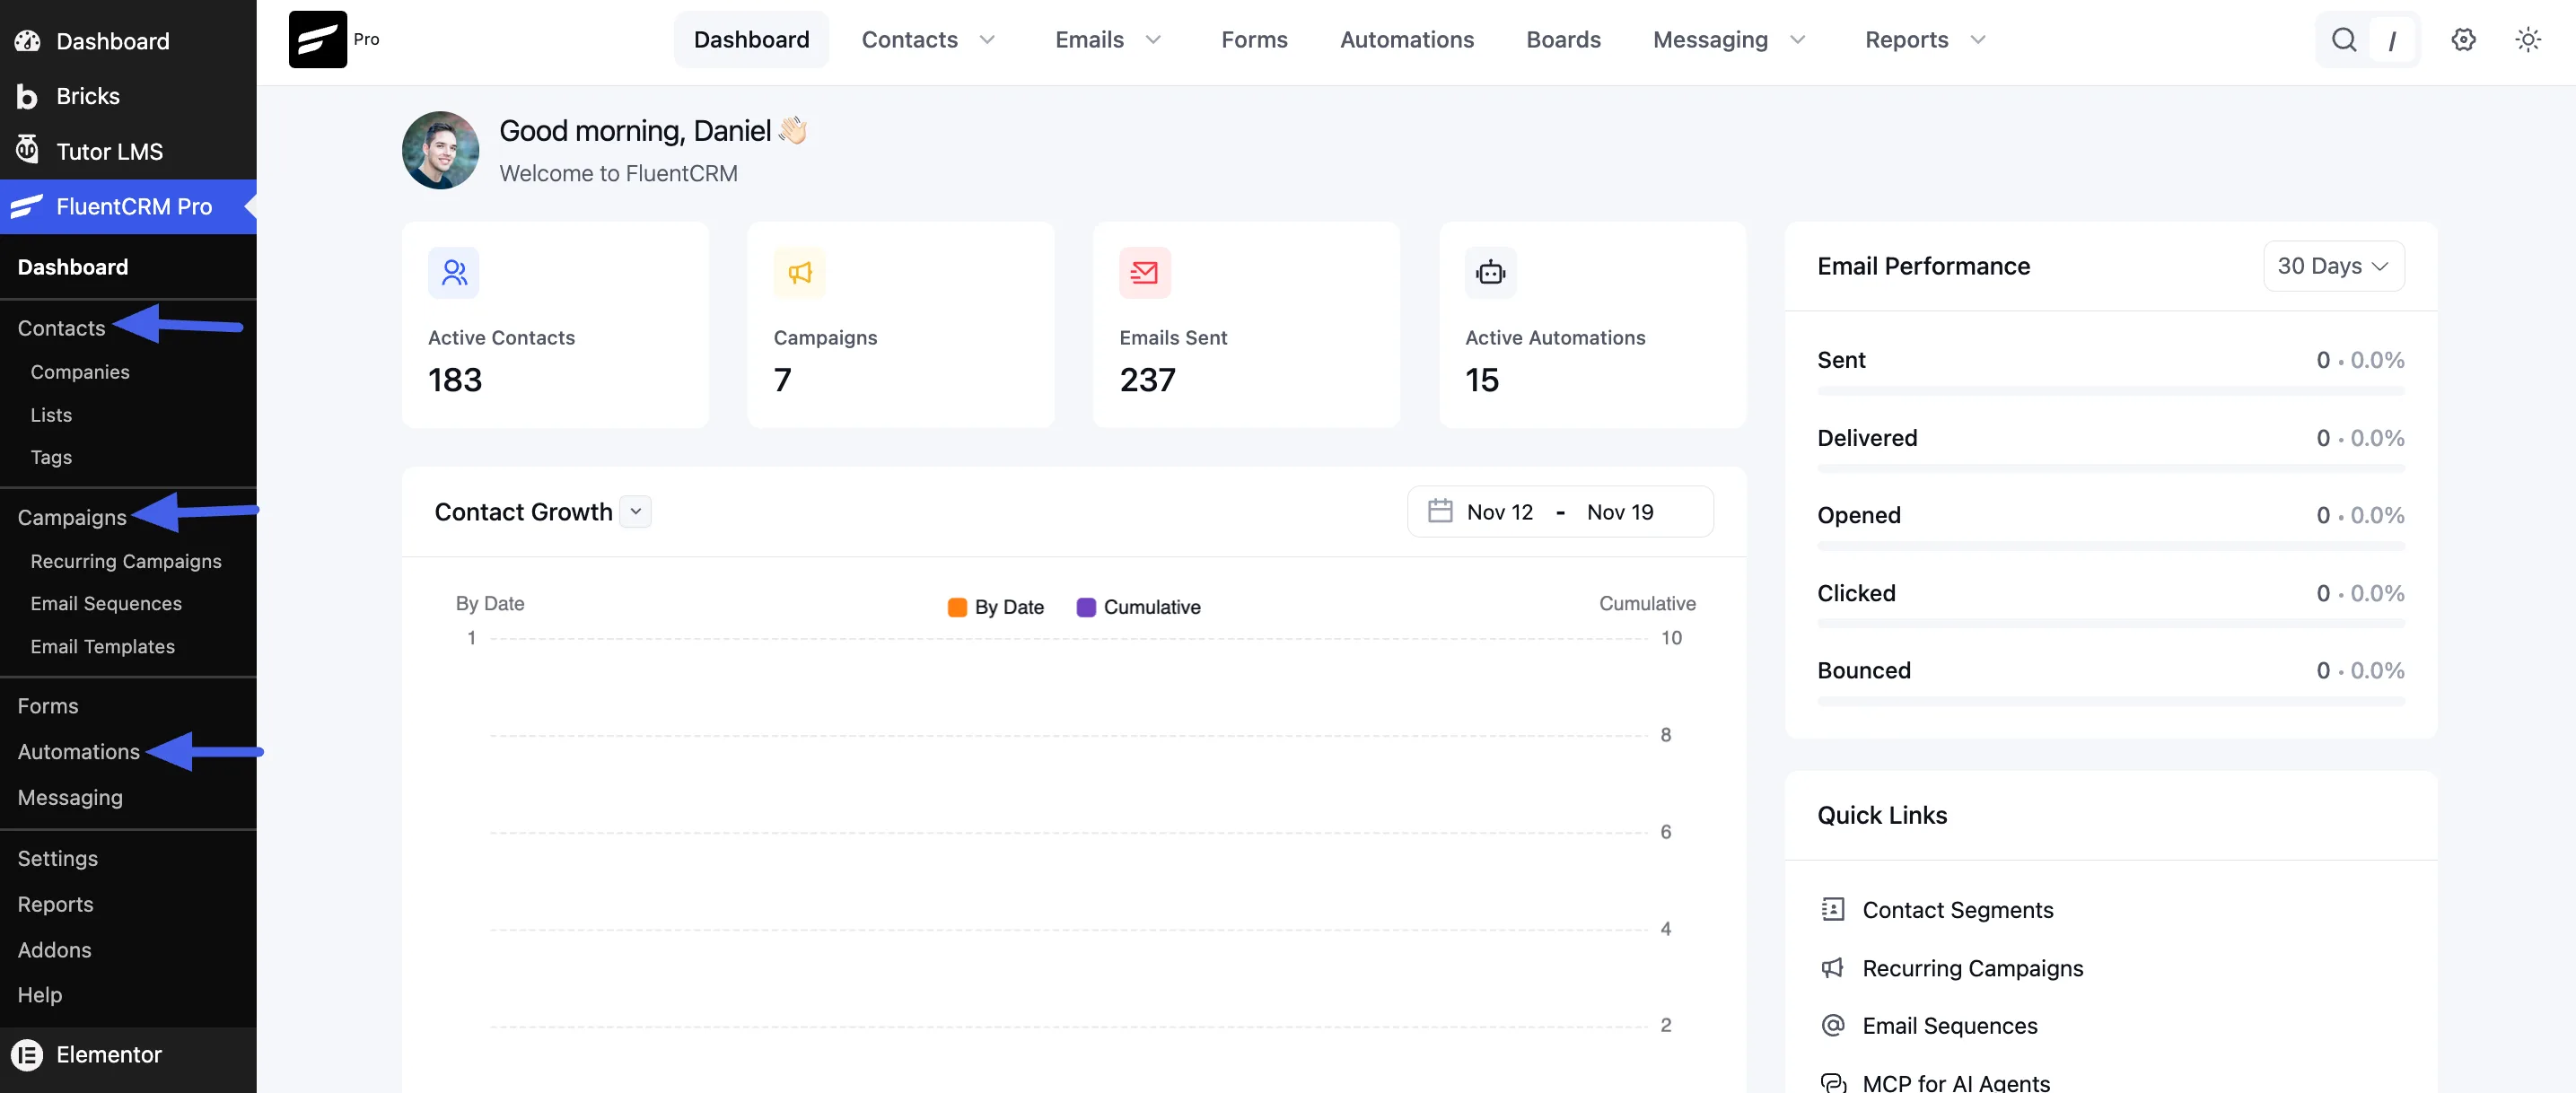 Dashboard
Bricks
Tutor LMS
FluentCRM Pro
Dashboard
Contacts
Companies
Lists
Tags
Campaigns
Recurring Campaigns
Email Sequences
Email Templates
Forms
Automations
Messaging
Settings
Reports
Addons
Help
Elementor
Pro
Dashboard
Contacts
Emails
Forms
Automations
Boards
Messaging
Reports
/
Good morning, Daniel 👋🏻
Welcome to FluentCRM
Active Contacts
183
Campaigns
7
Emails Sent
237
Active Automations
15
Contact Growth
Nov 12 - Nov 19
By Date
By Date
Cumulative
Cumulative
1
10
8
6
4
2
Email Performance
30 Days
Sent 0 • 0.0%
Delivered 0 • 0.0%
Opened 0 • 0.0%
Clicked 0 • 0.0%
Bounced 0 • 0.0%
Quick Links
Contact Segments
Recurring Campaigns
Email Sequences
MCP for AI Agents